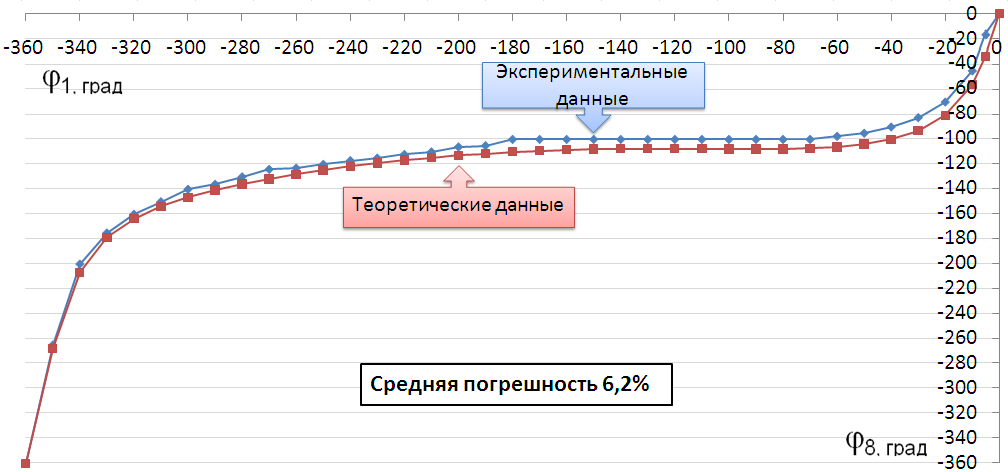 0
-360 -340 -320 -300 -280 -260 -240 -220 -200 -180 -160 -140 -120 -100 -80 -60 -40 -20 0
-20
-40
φ1, град
Экспериментальные
данные
-60
-80
-100
-120
-140
Теоретические данные
-160
-180
-200
-220
-240
-260
-280
Средняя погрешность 6,2%
-300
-320
-340
φ8, град
-360